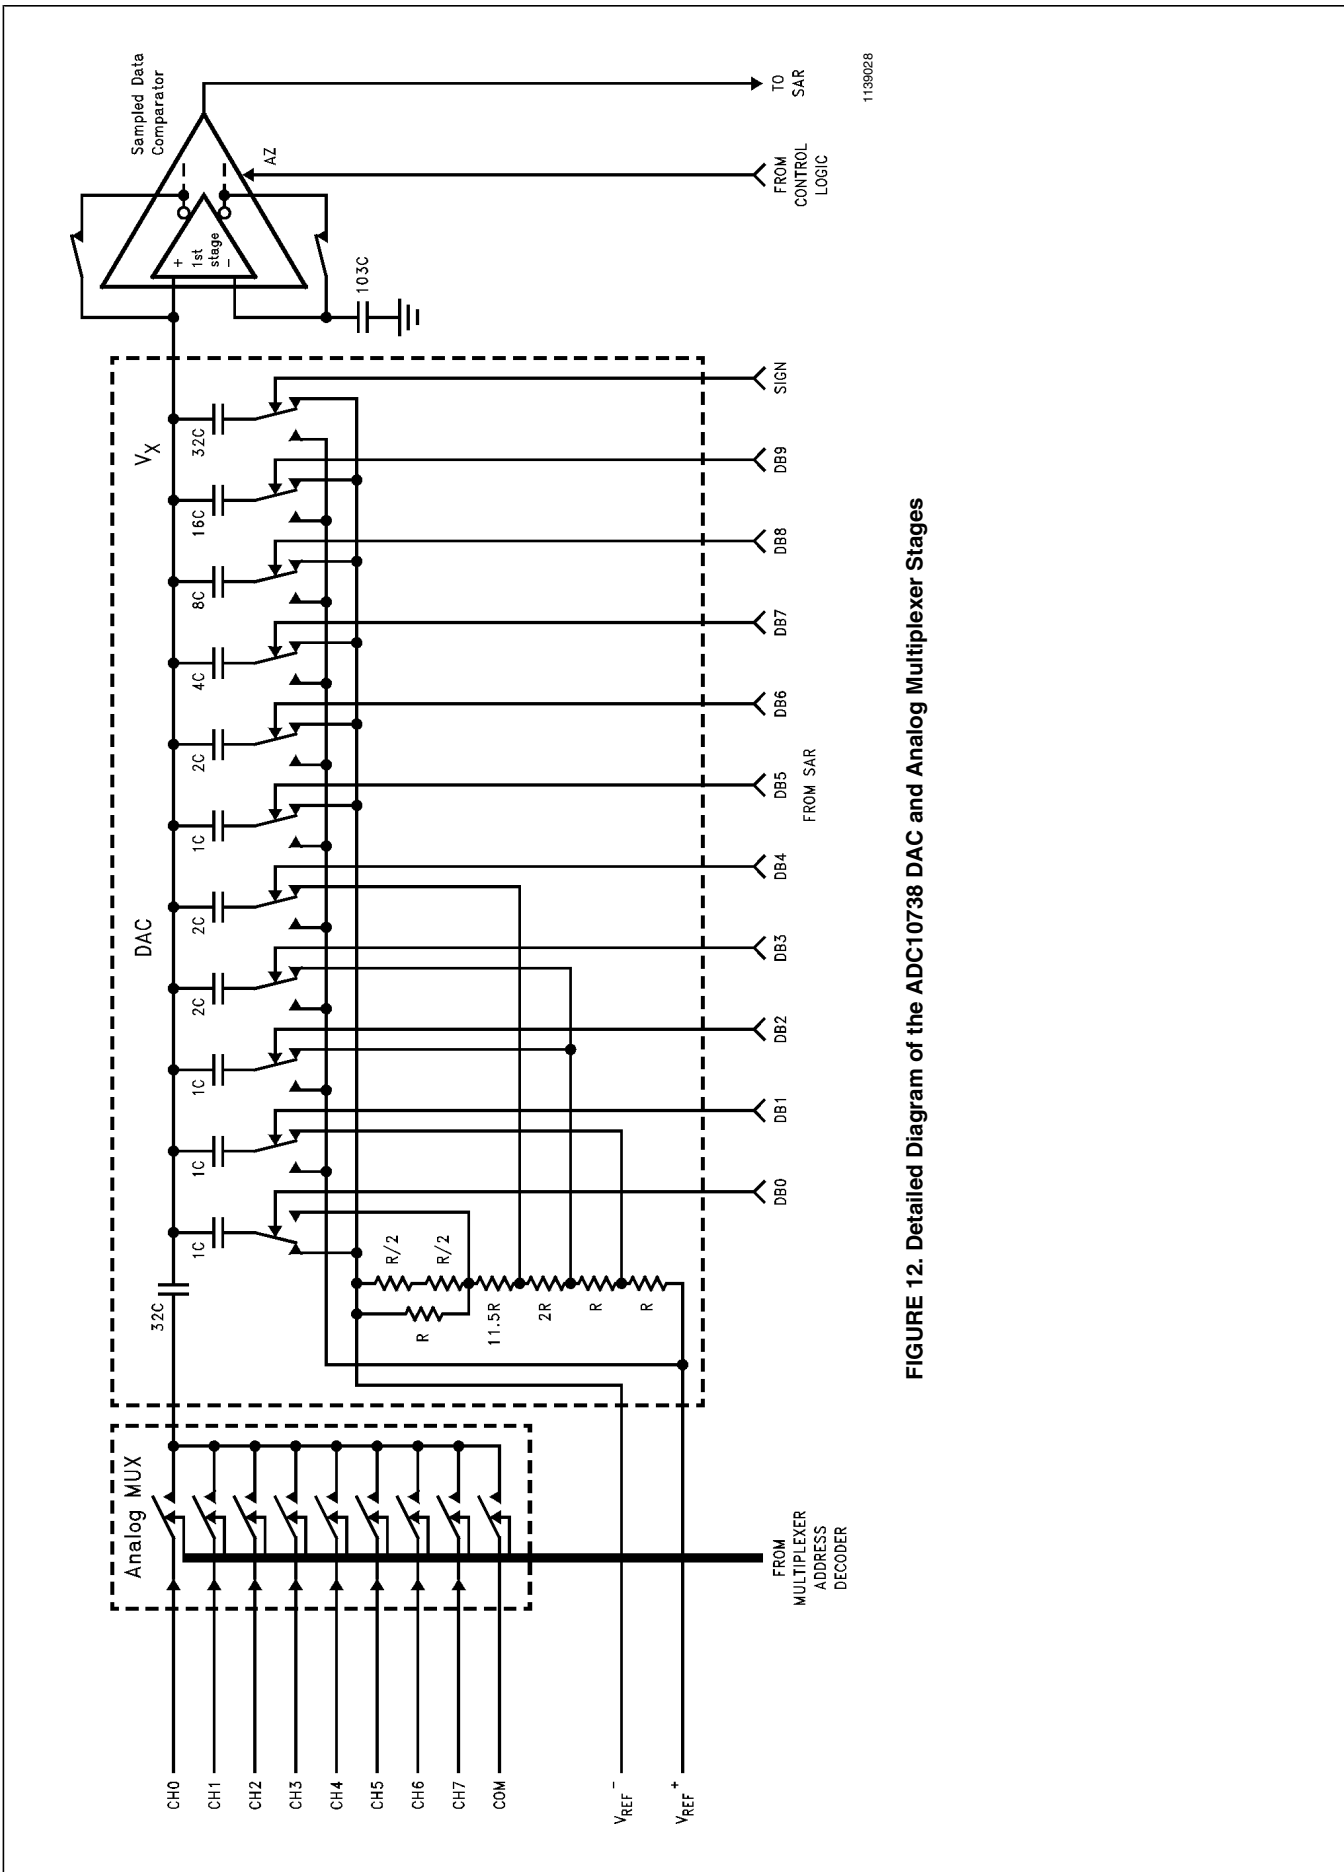 Analog MUX
DAC
V_X
Sampled Data
Comparator
CH0
CH1
CH2
CH3
CH4
CH5
CH6
CH7
COM
V_REF^-
V_REF^+
32C
1C
1C
1C
2C
2C
1C
2C
4C
8C
16C
32C
R/2
R/2
R
11.5R
2R
R
R
+
1st
stage
−
AZ
103C
FROM
MULTIPLEXER
ADDRESS
DECODER
DB0
DB1
DB2
DB3
DB4
DB5
DB6
DB7
DB8
DB9
SIGN
FROM SAR
FROM
CONTROL
LOGIC
TO
SAR
1139028
FIGURE 12. Detailed Diagram of the ADC10738 DAC and Analog Multiplexer Stages